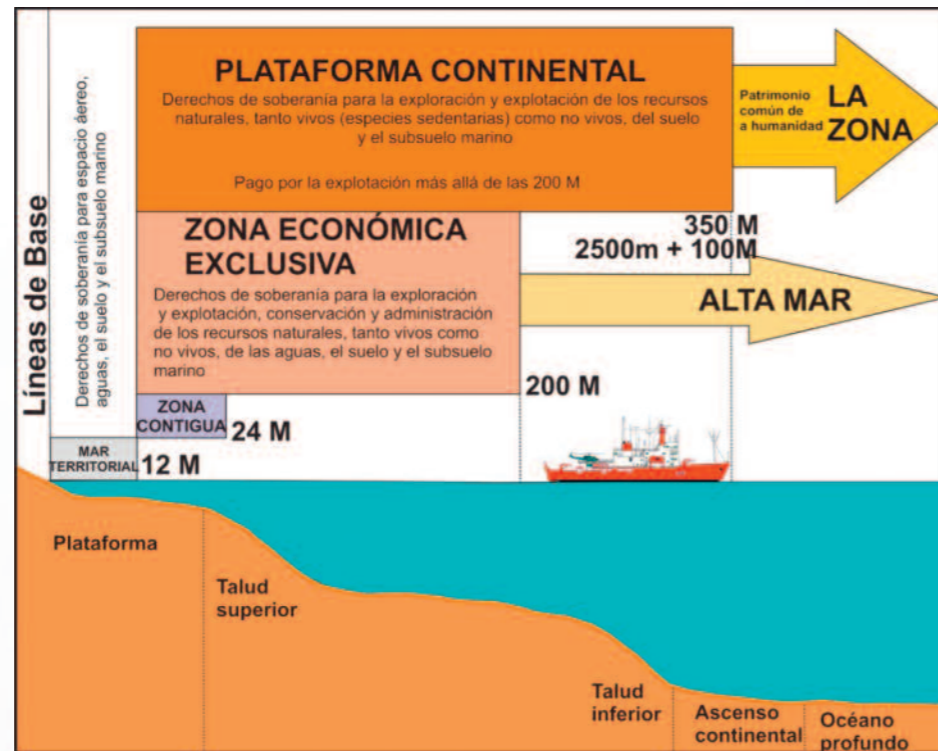 Líneas de Base
Derechos de soberanía para espacio áereo,
aguas, el suelo y el subsuelo marino
PLATAFORMA CONTINENTAL
Derechos de soberanía para la exploración y explotación de los recursos
naturales, tanto vivos (especies sedentarias) como no vivos, del suelo
y el subsuelo marino
Pago por la explotación más allá de las 200 M
Patrimonio
común de
a humanidad
LA
ZONA
ZONA ECONÓMICA
EXCLUSIVA
Derechos de soberanía para la exploración
y explotación, conservación y administración
de los recursos naturales, tanto vivos como
no vivos, de las aguas, el suelo y el subsuelo
marino
350 M
2500m + 100M
ALTA MAR
200 M
ZONA
CONTIGUA
24 M
MAR
TERRITORIAL
12 M
Plataforma
Talud
superior
Talud
inferior
Ascenso
continental
Océano
profundo